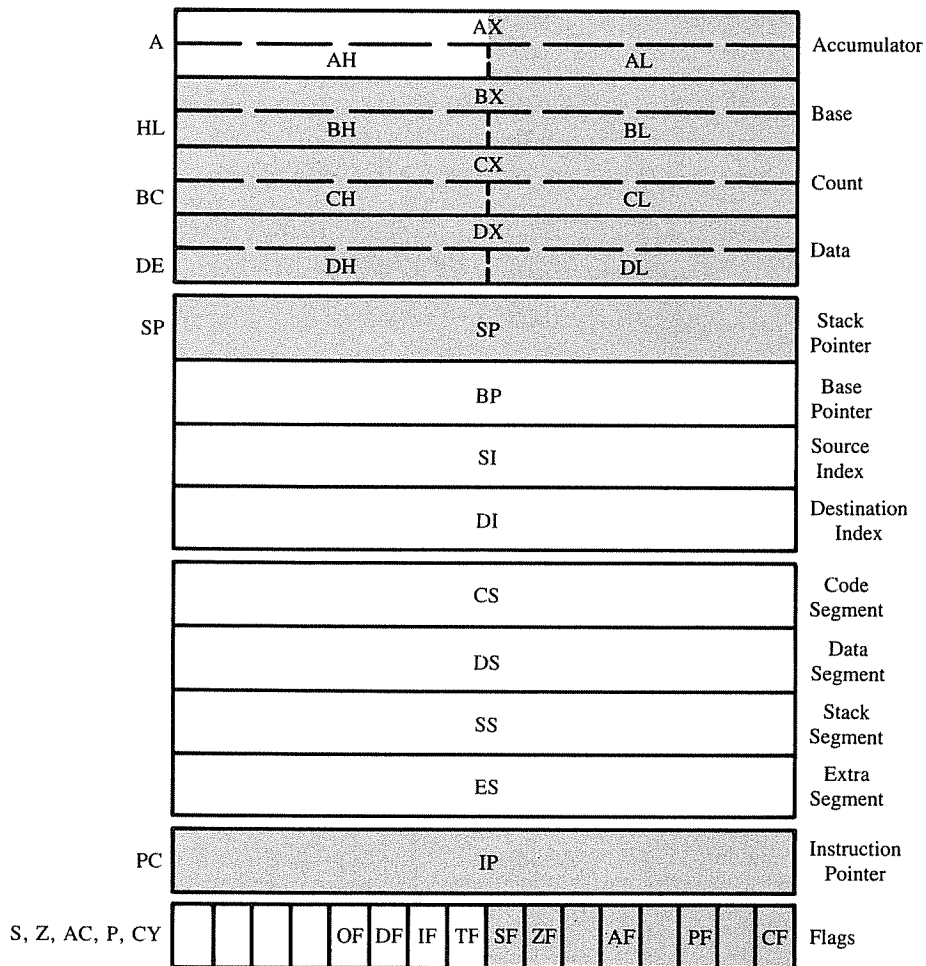 AX
A
Accumulator
AH
AL
BX
Base
HL
BH
BL
CX
Count
BC
CH
CL
DX
Data
DE
DH
DL
SP
SP
Stack
Pointer
BP
Base
Pointer
SI
Source
Index
DI
Destination
Index
CS
Code
Segment
DS
Data
Segment
SS
Stack
Segment
ES
Extra
Segment
PC
IP
Instruction
Pointer
S, Z, AC, P, CY
OF
DF
IF
TF
SF
ZF
AF
PF
CF
Flags